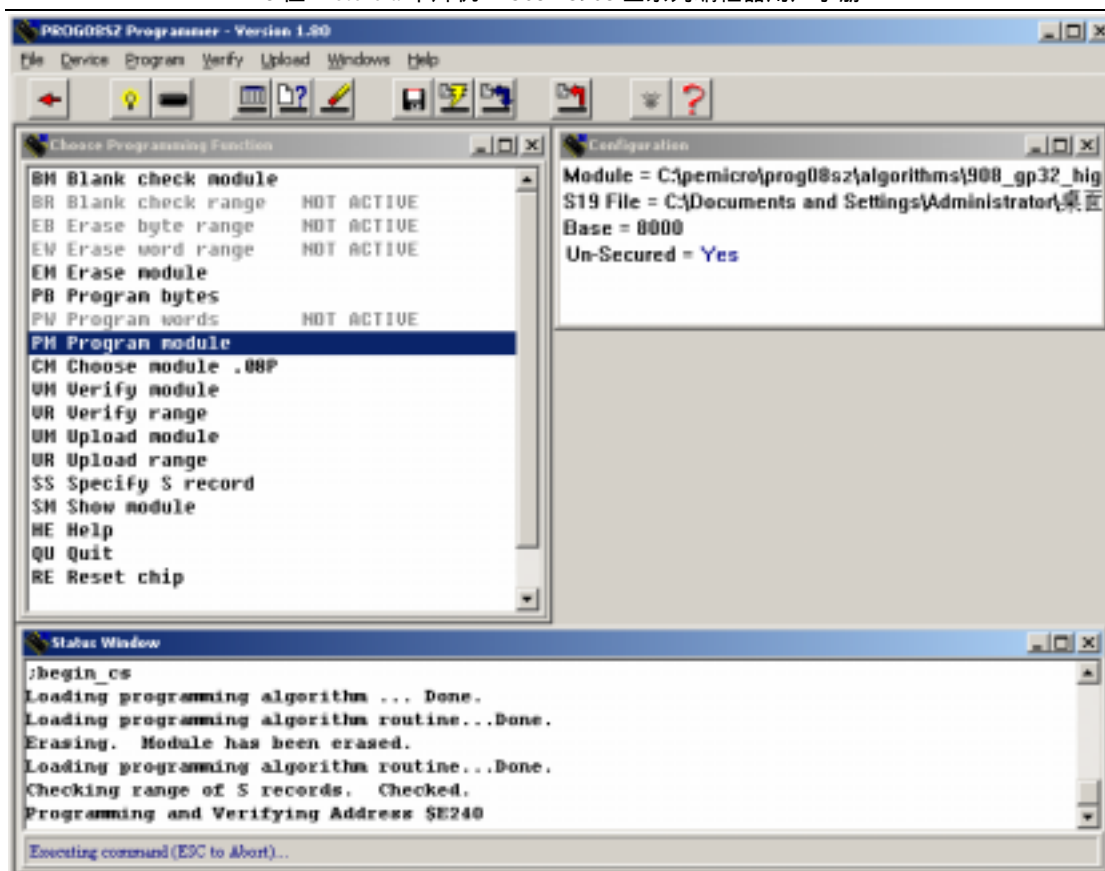 PROG08SZ Programmer - Version 1.80
File Device Program Verify Upload Windows Help
Choose Programming Function
BM Blank check module
BR Blank check range NOT ACTIVE
EB Erase byte range NOT ACTIVE
EW Erase word range NOT ACTIVE
EM Erase module
PB Program bytes
PW Program words NOT ACTIVE
PM Program module
CM Choose module .08P
VM Verify module
VR Verify range
UM Upload module
UR Upload range
SS Specify S record
SM Show module
HE Help
QU Quit
RE Reset chip
Configuration
Module = C:\pemicro\prog08sz\algorithms\908_gp32_hig
S19 File = C:\Documents and Settings\Administrator\桌面
Base = 8000
Un-Secured = Yes
Status Window
;begin_cs
Loading programming algorithm ... Done.
Loading programming algorithm routine...Done.
Erasing. Module has been erased.
Loading programming algorithm routine...Done.
Checking range of S records. Checked.
Programming and Verifying Address $E240
Executing command (ESC to Abort)...